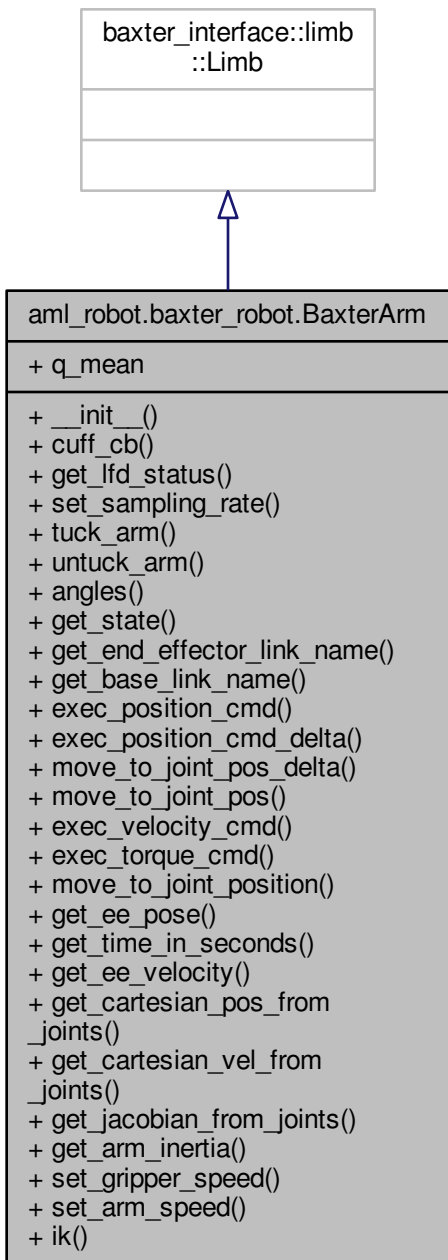 baxter_interface::limb
::Limb
aml_robot.baxter_robot.BaxterArm
+ q_mean
+ __init__()
+ cuff_cb()
+ get_lfd_status()
+ set_sampling_rate()
+ tuck_arm()
+ untuck_arm()
+ angles()
+ get_state()
+ get_end_effector_link_name()
+ get_base_link_name()
+ exec_position_cmd()
+ exec_position_cmd_delta()
+ move_to_joint_pos_delta()
+ move_to_joint_pos()
+ exec_velocity_cmd()
+ exec_torque_cmd()
+ move_to_joint_position()
+ get_ee_pose()
+ get_time_in_seconds()
+ get_ee_velocity()
+ get_cartesian_pos_from
_joints()
+ get_cartesian_vel_from
_joints()
+ get_jacobian_from_joints()
+ get_arm_inertia()
+ set_gripper_speed()
+ set_arm_speed()
+ ik()